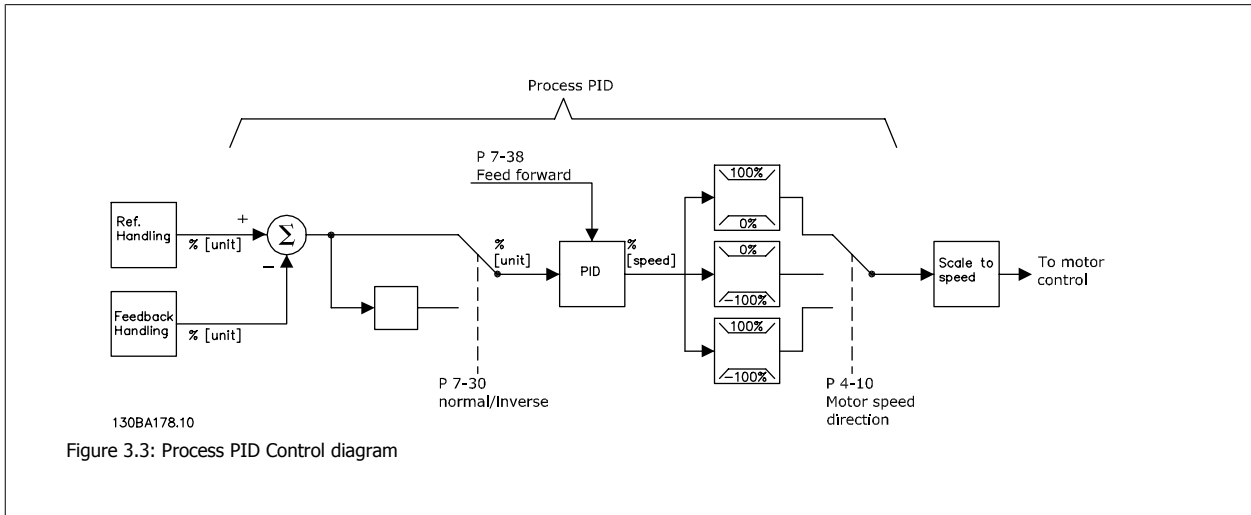 Process PID
P 7-38
Feed forward
Ref.
Handling
+
% [unit]
Σ
−
Feedback
Handling
% [unit]
P 7-30
normal/Inverse
%
[unit]
PID
%
[speed]
100%
0%
0%
−100%
100%
−100%
P 4-10
Motor speed
direction
Scale to
speed
To motor
control
130BA178.10
Figure 3.3: Process PID Control diagram